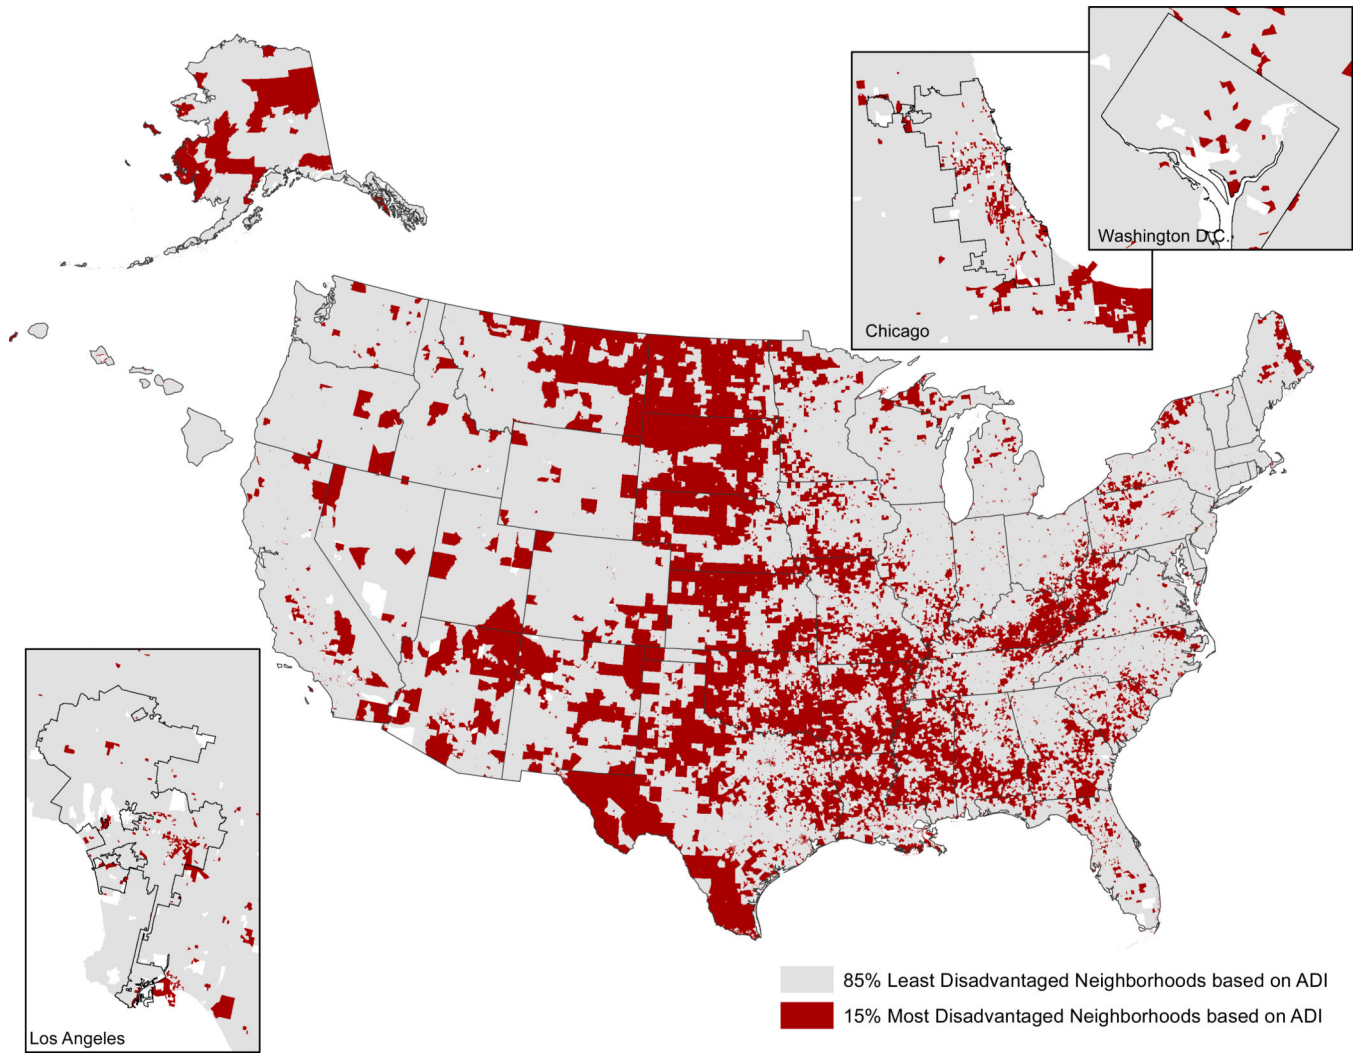 Washington D.C.
Chicago
Los Angeles
85% Least Disadvantaged Neighborhoods based on ADI
15% Most Disadvantaged Neighborhoods based on ADI